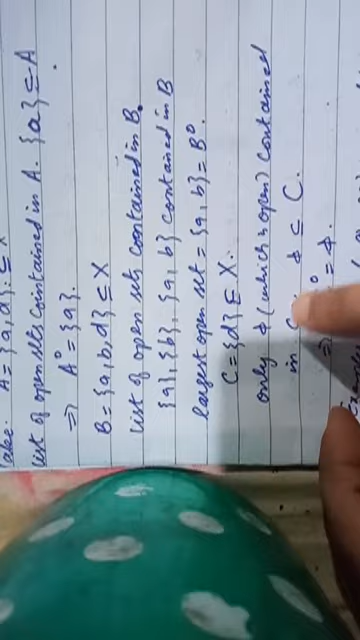 Take. A = {a, d} ⊆ X
list of open sets contained in A. {a} ⊆ A
⇒ A° = {a}.
B = {a, b, d} ⊆ X
list of open sets contained in B.
{a}, {b}, {a, b} contained in B
largest open set = {a, b} = B°.
C = {d} ⊆ X.
only ϕ (which is open) contained
in C ϕ ⊆ C.
⇒ ° = ϕ.